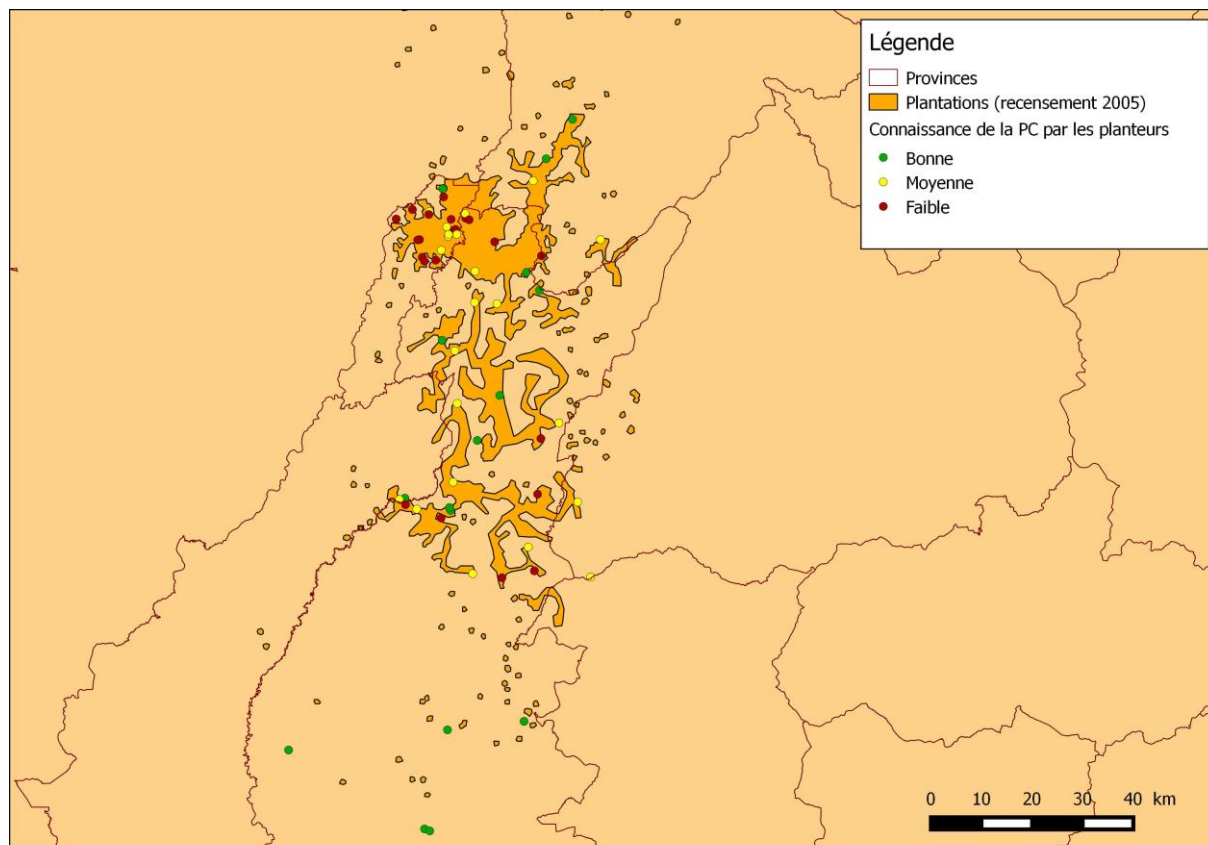 Légende
Provinces
Plantations (recensement 2005)
Connaissance de la PC par les planteurs
Bonne
Moyenne
Faible
0 10 20 30 40 km